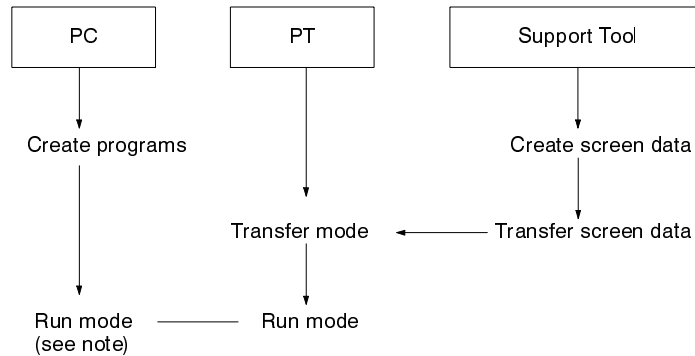 PC
PT
Support Tool
Create programs
Create screen data
Transfer mode
Transfer screen data
Run mode
(see note)
Run mode